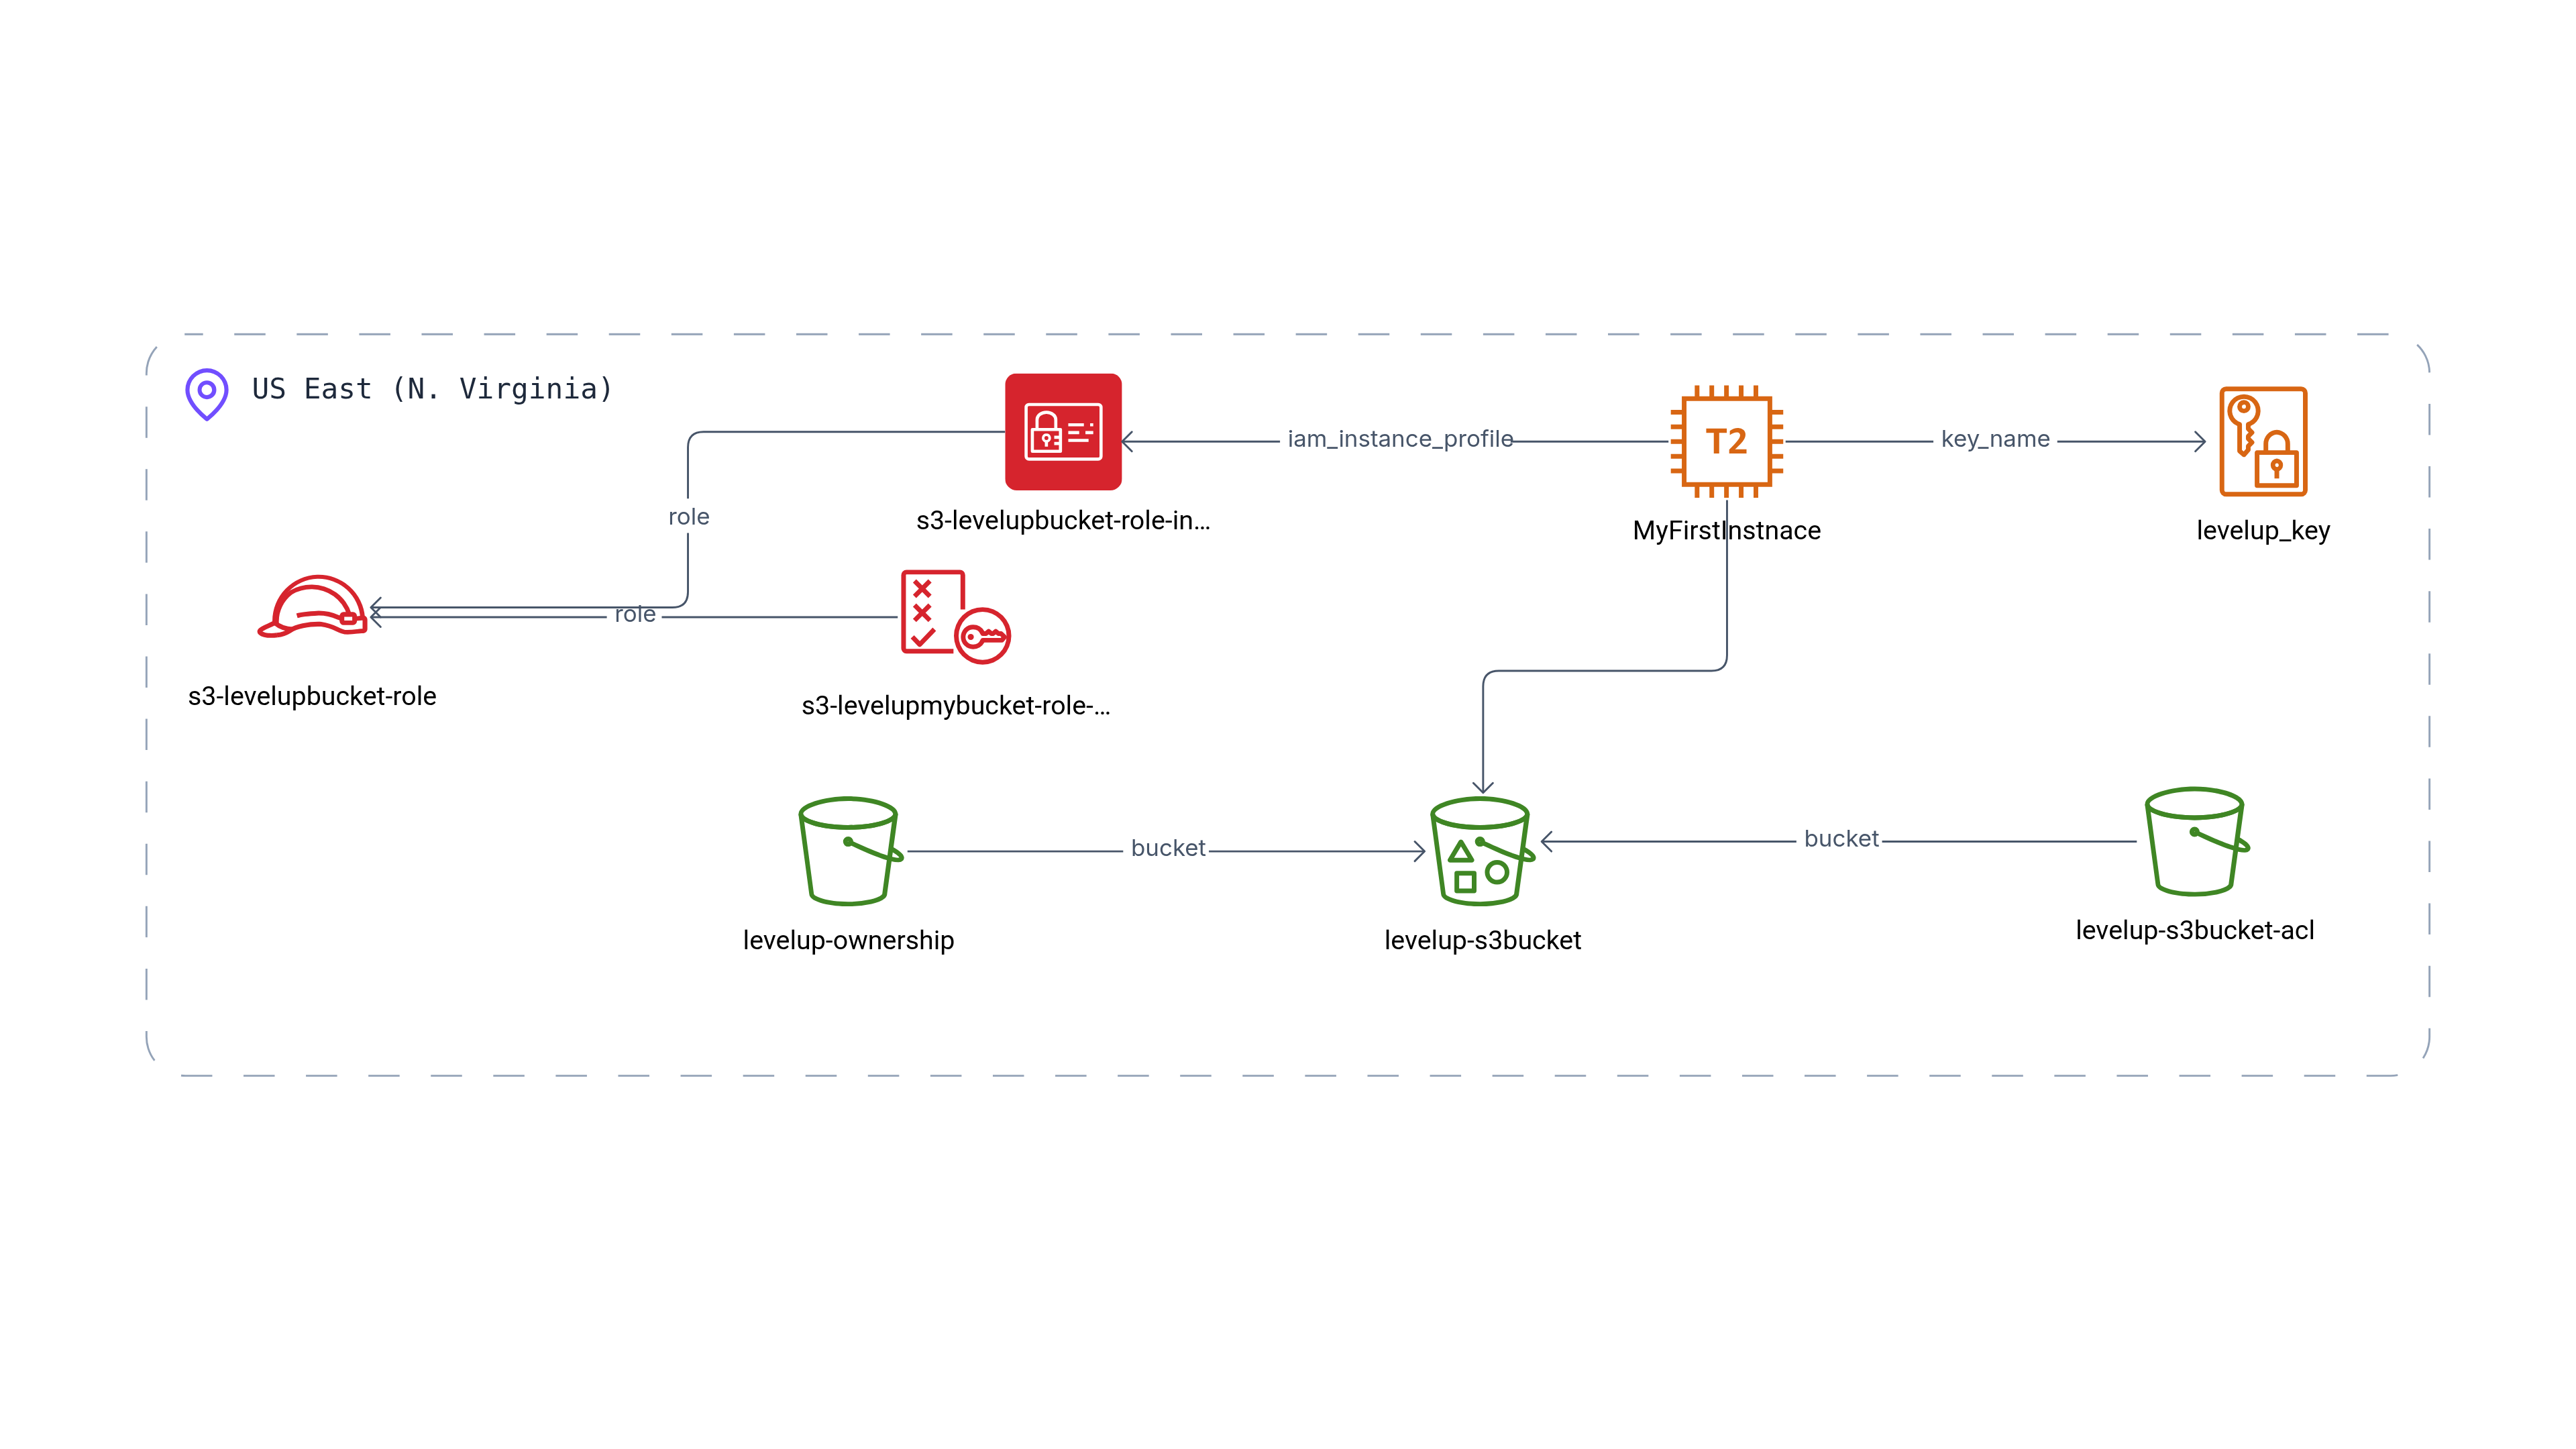 US East (N. Virginia)
iam_instance_profile
T2
key_name
s3-levelupbucket-role-in...
MyFirstInstnace
levelup_key
role
role
s3-levelupbucket-role
s3-levelupmybucket-role-...
bucket
bucket
levelup-ownership
levelup-s3bucket
levelup-s3bucket-acl